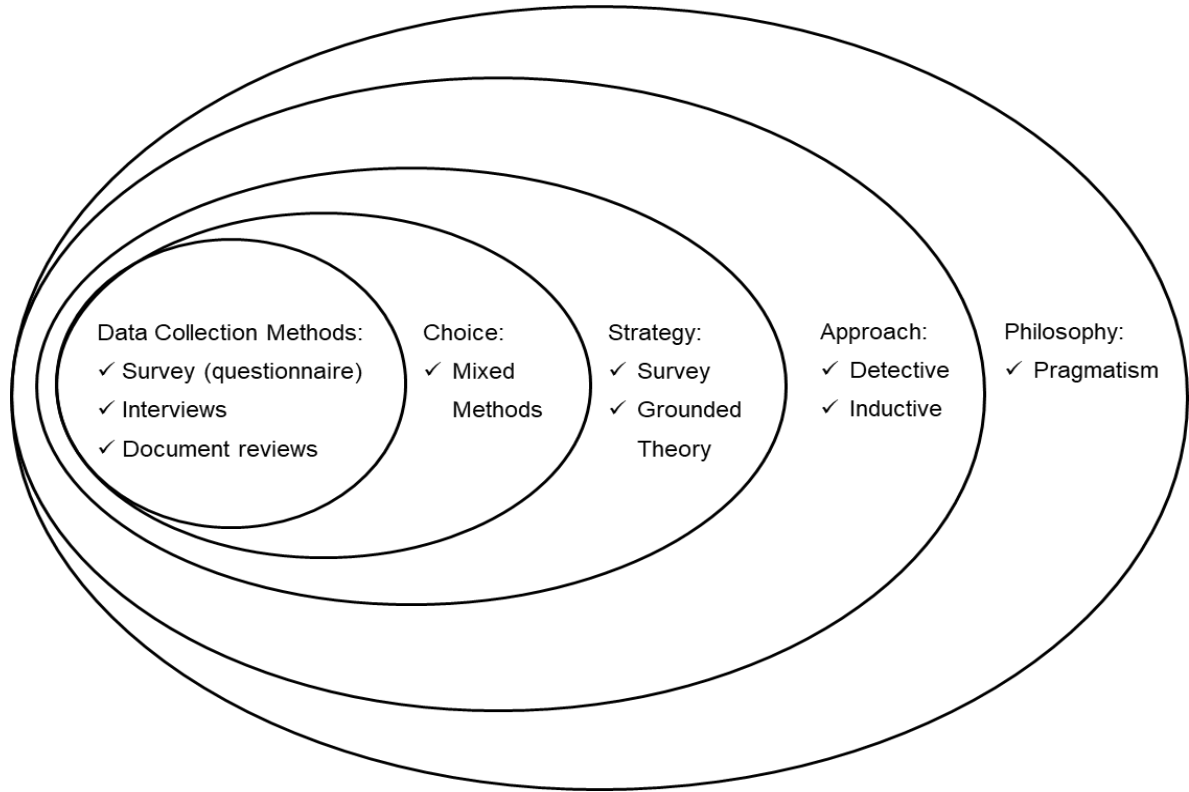 Data Collection Methods:
✓ Survey (questionnaire)
✓ Interviews
✓ Document reviews
Choice:
✓ Mixed
Methods
Strategy:
✓ Survey
✓ Grounded
Theory
Approach:
✓ Detective
✓ Inductive
Philosophy:
✓ Pragmatism